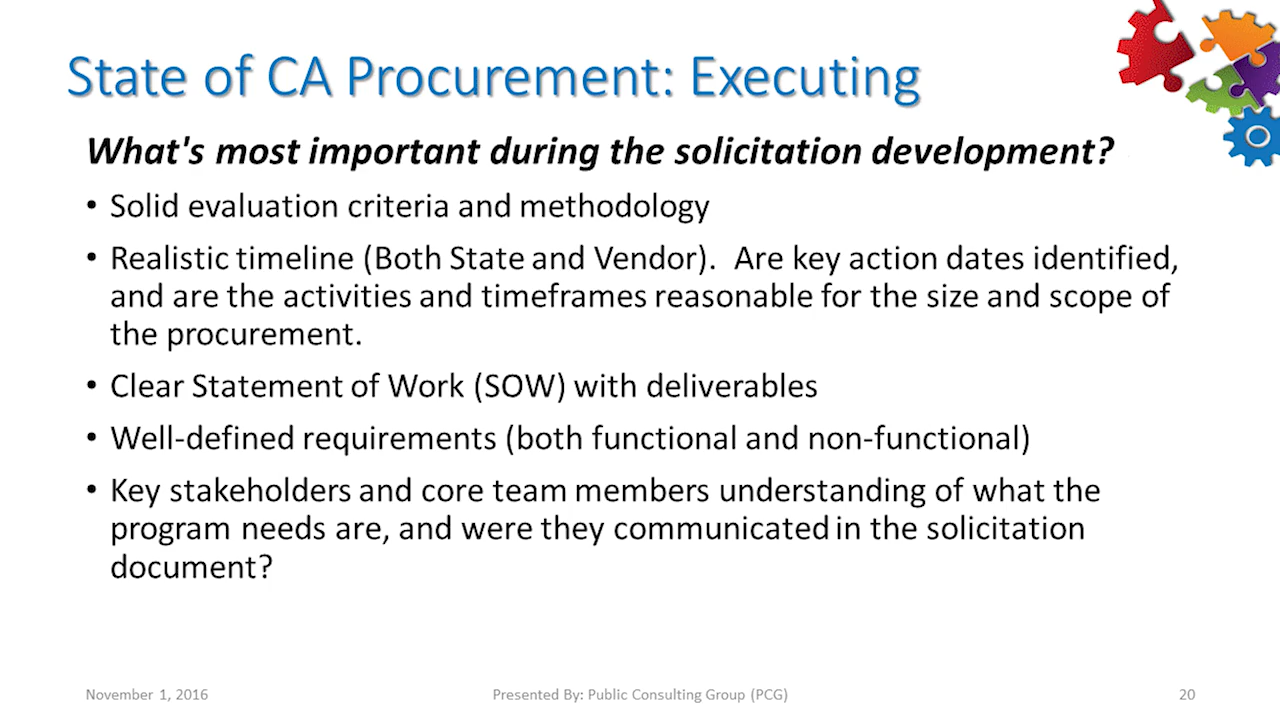 State of CA Procurement: Executing
What's most important during the solicitation development?
• Solid evaluation criteria and methodology
• Realistic timeline (Both State and Vendor).  Are key action dates identified,
and are the activities and timeframes reasonable for the size and scope of
the procurement.
• Clear Statement of Work (SOW) with deliverables
• Well-defined requirements (both functional and non-functional)
• Key stakeholders and core team members understanding of what the
program needs are, and were they communicated in the solicitation
document?
November 1, 2016
Presented By: Public Consulting Group (PCG)
20